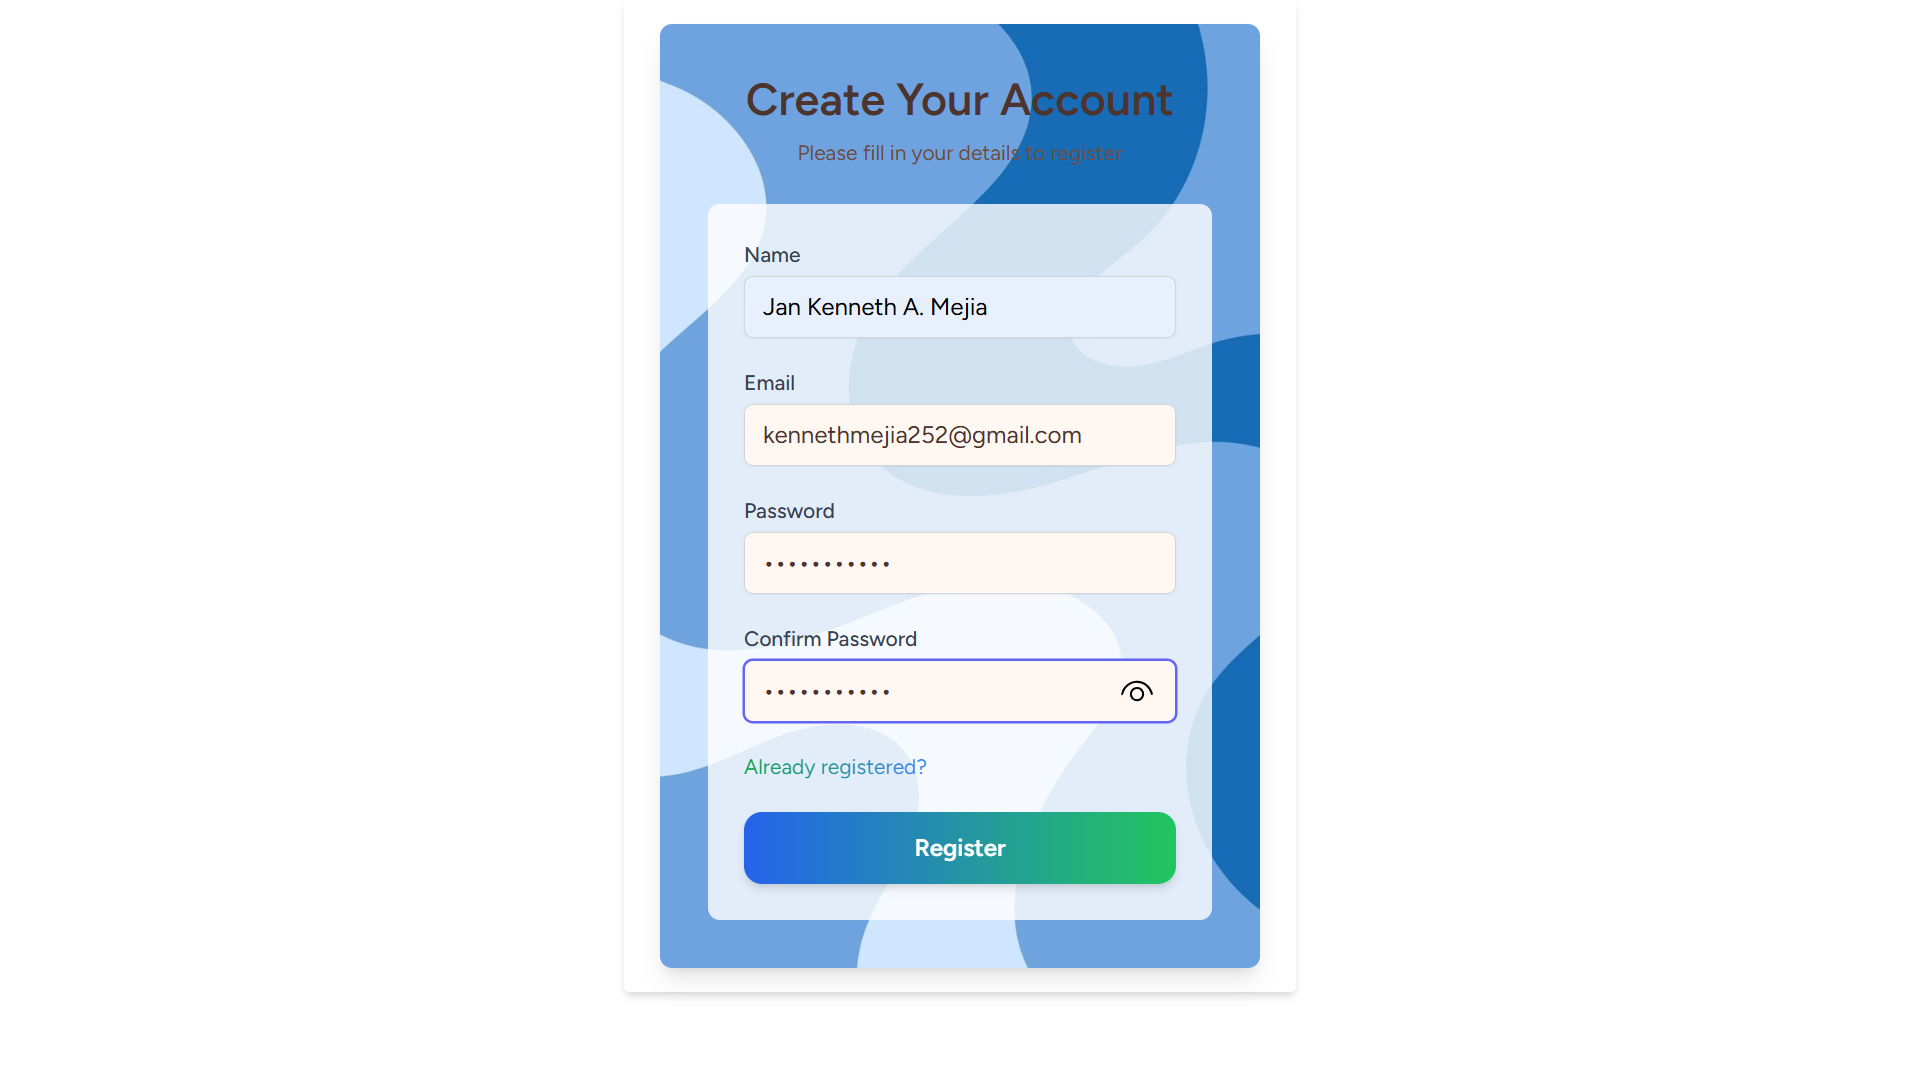 Create Your Account
Please fill in your details to register
Name
Jan Kenneth A. Mejia
Email
kennethmejia252@gmail.com
Password
•••••••••••
Confirm Password
•••••••••••
Already registered?
Register